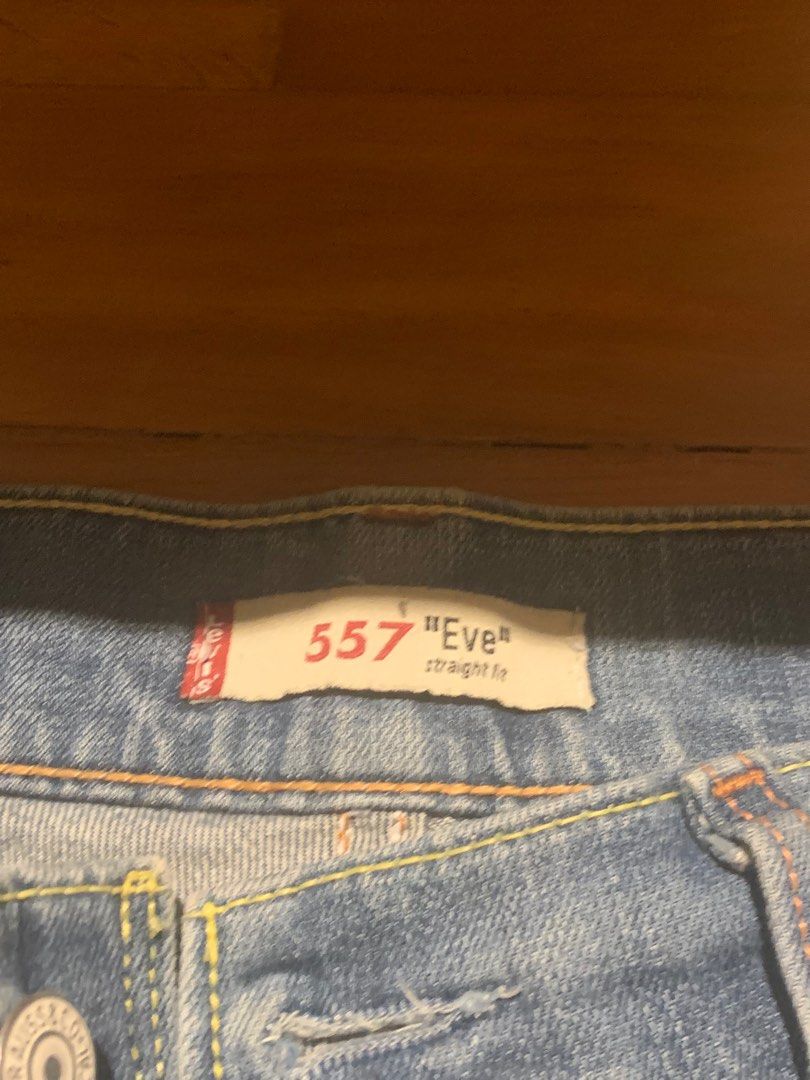 Levi's
557 "Eve"
straight fit